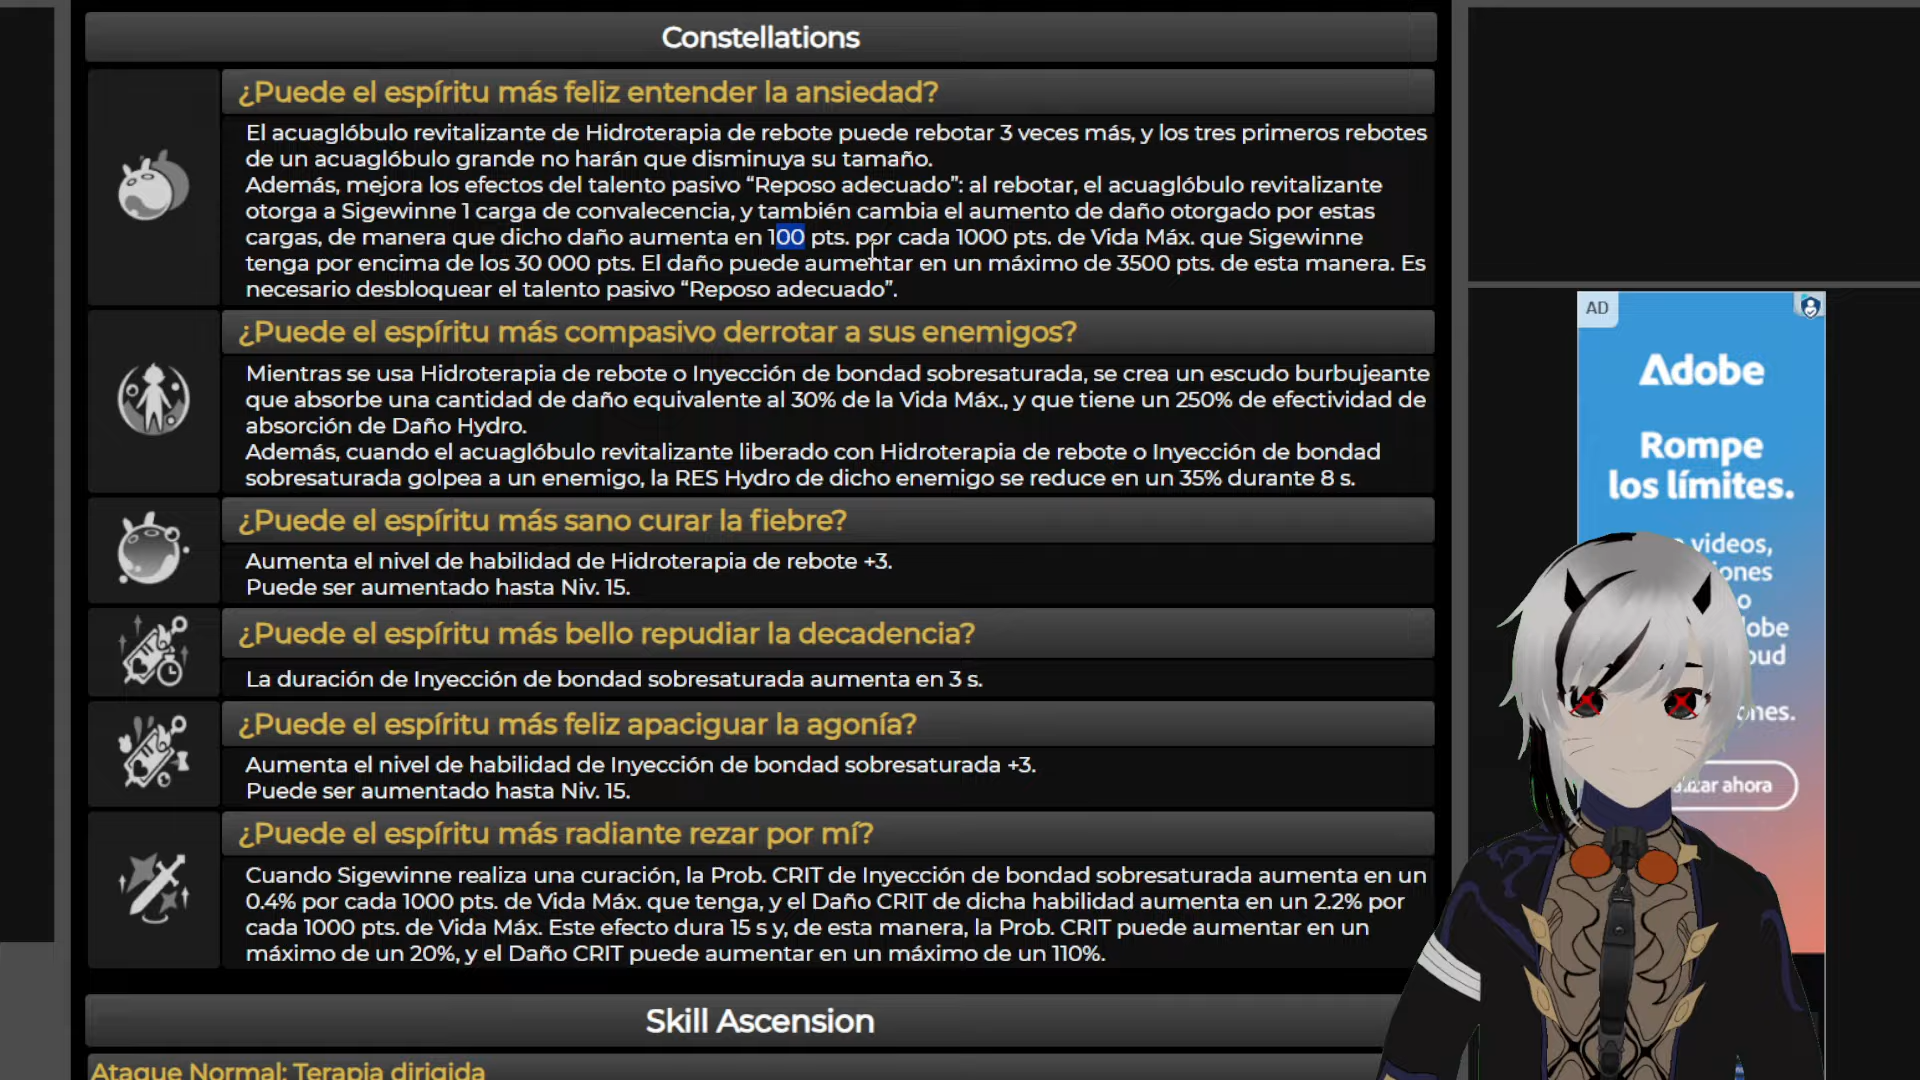 Constellations
¿Puede el espíritu más feliz entender la ansiedad?
El acuaglóbulo revitalizante de Hidroterapia de rebote puede rebotar 3 veces más, y los tres primeros rebotes
de un acuaglóbulo grande no harán que disminuya su tamaño.
Además, mejora los efectos del talento pasivo “Reposo adecuado”: al rebotar, el acuaglóbulo revitalizante
otorga a Sigewinne 1 carga de convalecencia, y también cambia el aumento de daño otorgado por estas
cargas, de manera que dicho daño aumenta en 100 pts. por cada 1000 pts. de Vida Máx. que Sigewinne
tenga por encima de los 30 000 pts. El daño puede aumentar en un máximo de 3500 pts. de esta manera. Es
necesario desbloquear el talento pasivo “Reposo adecuado”.
¿Puede el espíritu más compasivo derrotar a sus enemigos?
Mientras se usa Hidroterapia de rebote o Inyección de bondad sobresaturada, se crea un escudo burbujeante
que absorbe una cantidad de daño equivalente al 30% de la Vida Máx., y que tiene un 250% de efectividad de
absorción de Daño Hydro.
Además, cuando el acuaglóbulo revitalizante liberado con Hidroterapia de rebote o Inyección de bondad
sobresaturada golpea a un enemigo, la RES Hydro de dicho enemigo se reduce en un 35% durante 8 s.
¿Puede el espíritu más sano curar la fiebre?
Aumenta el nivel de habilidad de Hidroterapia de rebote +3.
Puede ser aumentado hasta Niv. 15.
¿Puede el espíritu más bello repudiar la decadencia?
La duración de Inyección de bondad sobresaturada aumenta en 3 s.
¿Puede el espíritu más feliz apaciguar la agonía?
Aumenta el nivel de habilidad de Inyección de bondad sobresaturada +3.
Puede ser aumentado hasta Niv. 15.
¿Puede el espíritu más radiante rezar por mí?
Cuando Sigewinne realiza una curación, la Prob. CRIT de Inyección de bondad sobresaturada aumenta en un
0.4% por cada 1000 pts. de Vida Máx. que tenga, y el Daño CRIT de dicha habilidad aumenta en un 2.2% por
cada 1000 pts. de Vida Máx. Este efecto dura 15 s y, de esta manera, la Prob. CRIT puede aumentar en un
máximo de un 20%, y el Daño CRIT puede aumentar en un máximo de un 110%.
Skill Ascension
Ataque Normal: Terapia dirigida
AD
Adobe
Rompe
los límites.
videos,
ahora